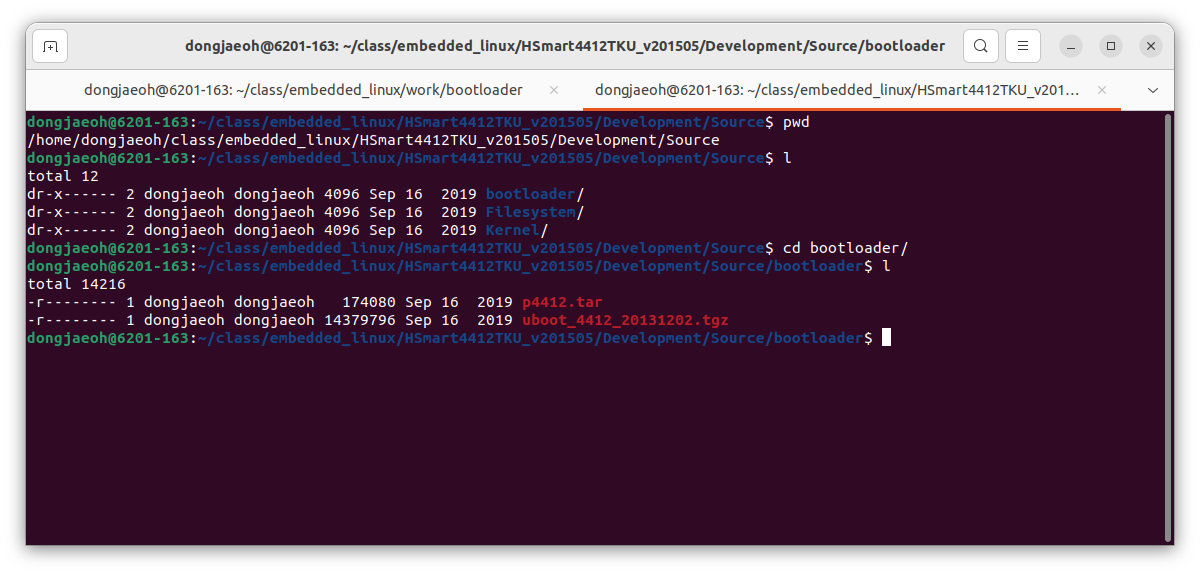 dongjaeoh@6201-163: ~/class/embedded_linux/HSmart4412TKU_v201505/Development/Source/bootloader
dongjaeoh@6201-163: ~/class/embedded_linux/work/bootloader
dongjaeoh@6201-163: ~/class/embedded_linux/HSmart4412TKU_v201...
dongjaeoh@6201-163:~/class/embedded_linux/HSmart4412TKU_v201505/Development/Source$ pwd
/home/dongjaeoh/class/embedded_linux/HSmart4412TKU_v201505/Development/Source
dongjaeoh@6201-163:~/class/embedded_linux/HSmart4412TKU_v201505/Development/Source$ l
total 12
dr-x------ 2 dongjaeoh dongjaeoh 4096 Sep 16  2019 bootloader/
dr-x------ 2 dongjaeoh dongjaeoh 4096 Sep 16  2019 Filesystem/
dr-x------ 2 dongjaeoh dongjaeoh 4096 Sep 16  2019 Kernel/
dongjaeoh@6201-163:~/class/embedded_linux/HSmart4412TKU_v201505/Development/Source$ cd bootloader/
dongjaeoh@6201-163:~/class/embedded_linux/HSmart4412TKU_v201505/Development/Source/bootloader$ l
total 14216
-r-------- 1 dongjaeoh dongjaeoh   174080 Sep 16  2019 p4412.tar
-r-------- 1 dongjaeoh dongjaeoh 14379796 Sep 16  2019 uboot_4412_20131202.tgz
dongjaeoh@6201-163:~/class/embedded_linux/HSmart4412TKU_v201505/Development/Source/bootloader$